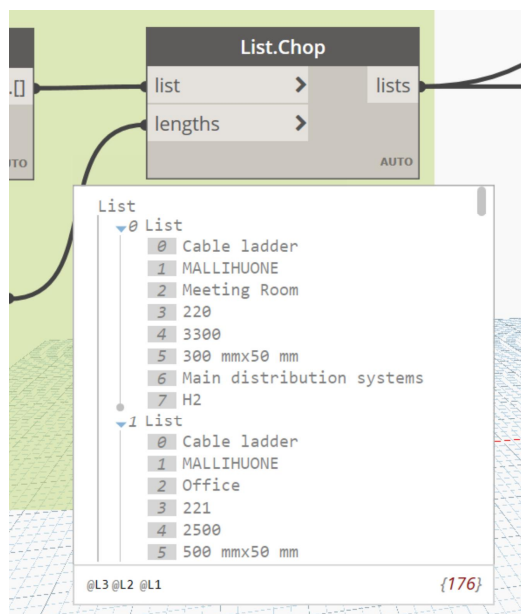 List.Chop
.[]
list >
lists
lengths >
AUTO
List
0 List
0 Cable ladder
1 MALLIHUONE
2 Meeting Room
3 220
4 3300
5 300 mmx50 mm
6 Main distribution systems
7 H2
1 List
0 Cable ladder
1 MALLIHUONE
2 Office
3 221
4 2500
5 500 mmx50 mm
@L3 @L2 @L1
{176}